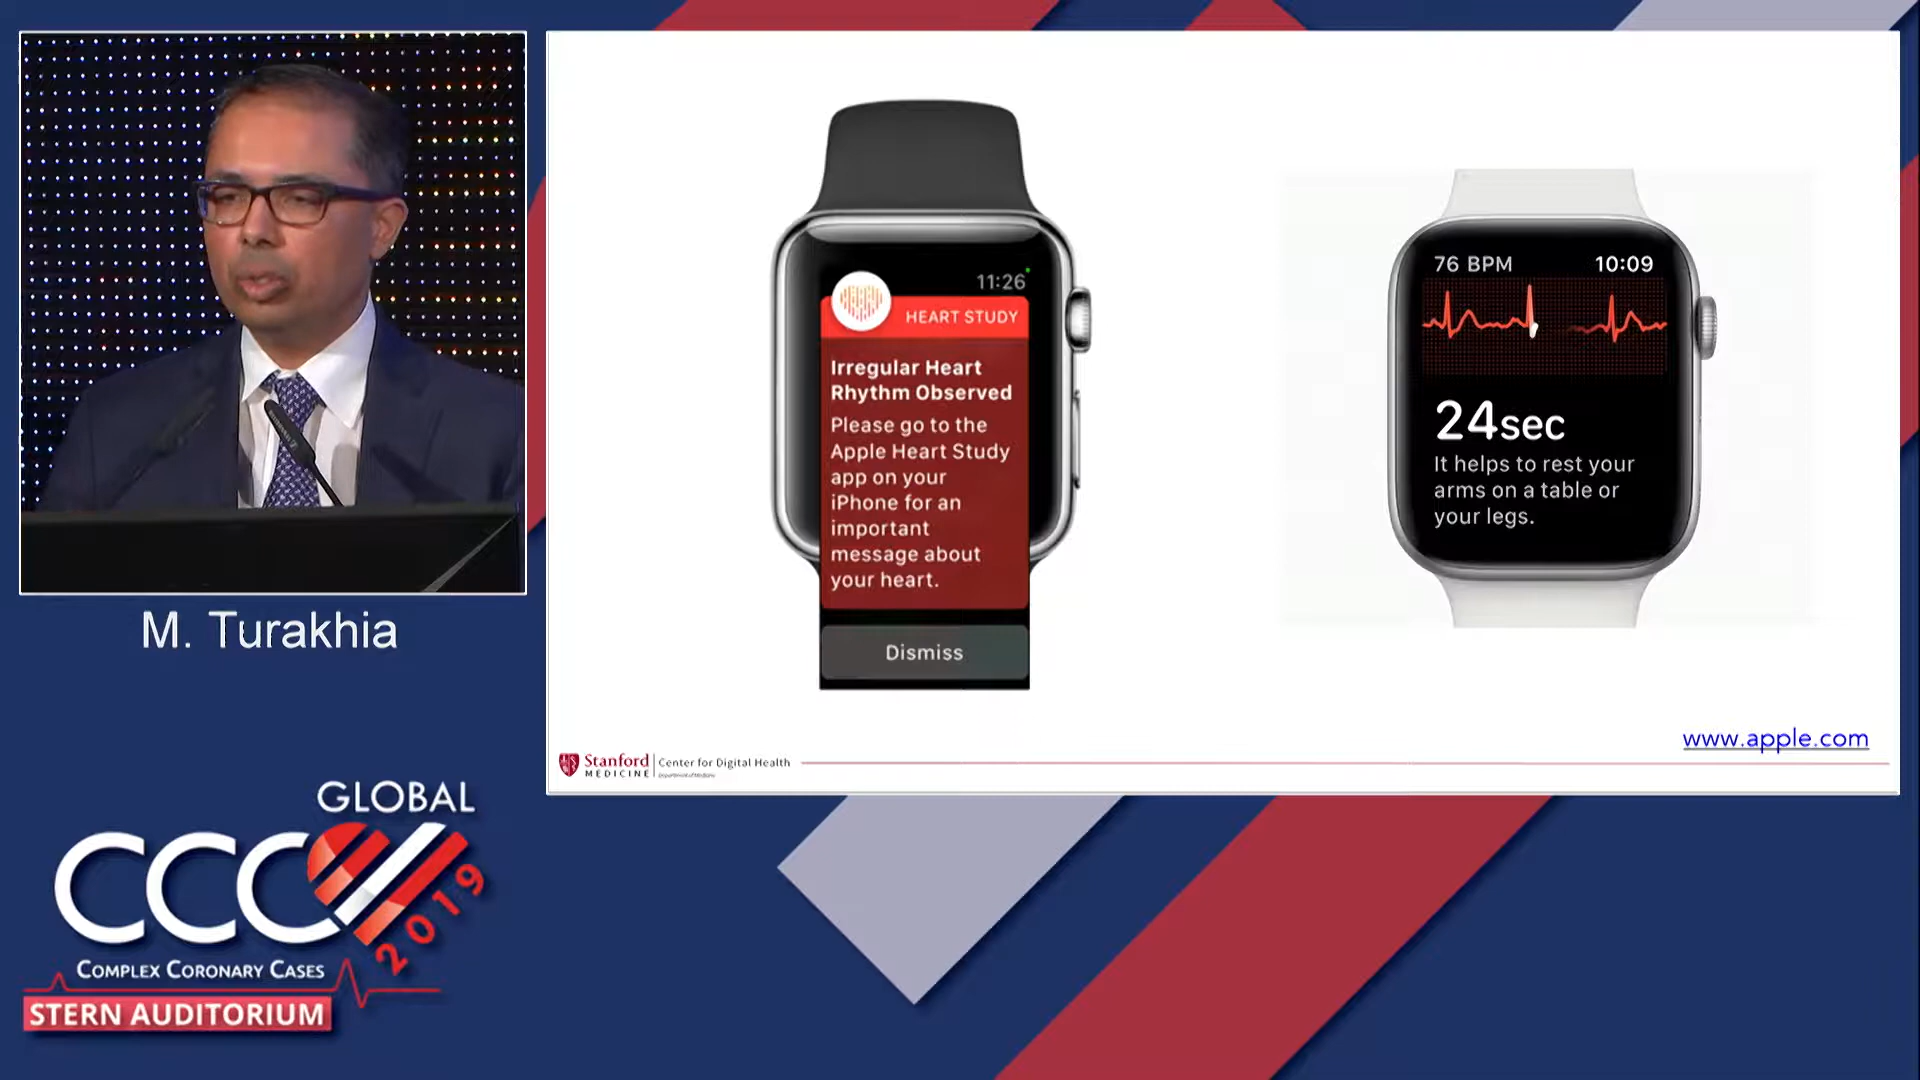 M. Turakhia
GLOBAL
CCC
2019
COMPLEX CORONARY CASES
STERN AUDITORIUM
11:26
HEART STUDY
Irregular Heart
Rhythm Observed
Please go to the
Apple Heart Study
app on your
iPhone for an
important
message about
your heart.
Dismiss
76 BPM 10:09
24sec
It helps to rest your
arms on a table or
your legs.
www.apple.com
Stanford
MEDICINE
Center for Digital Health
Department of Medicine